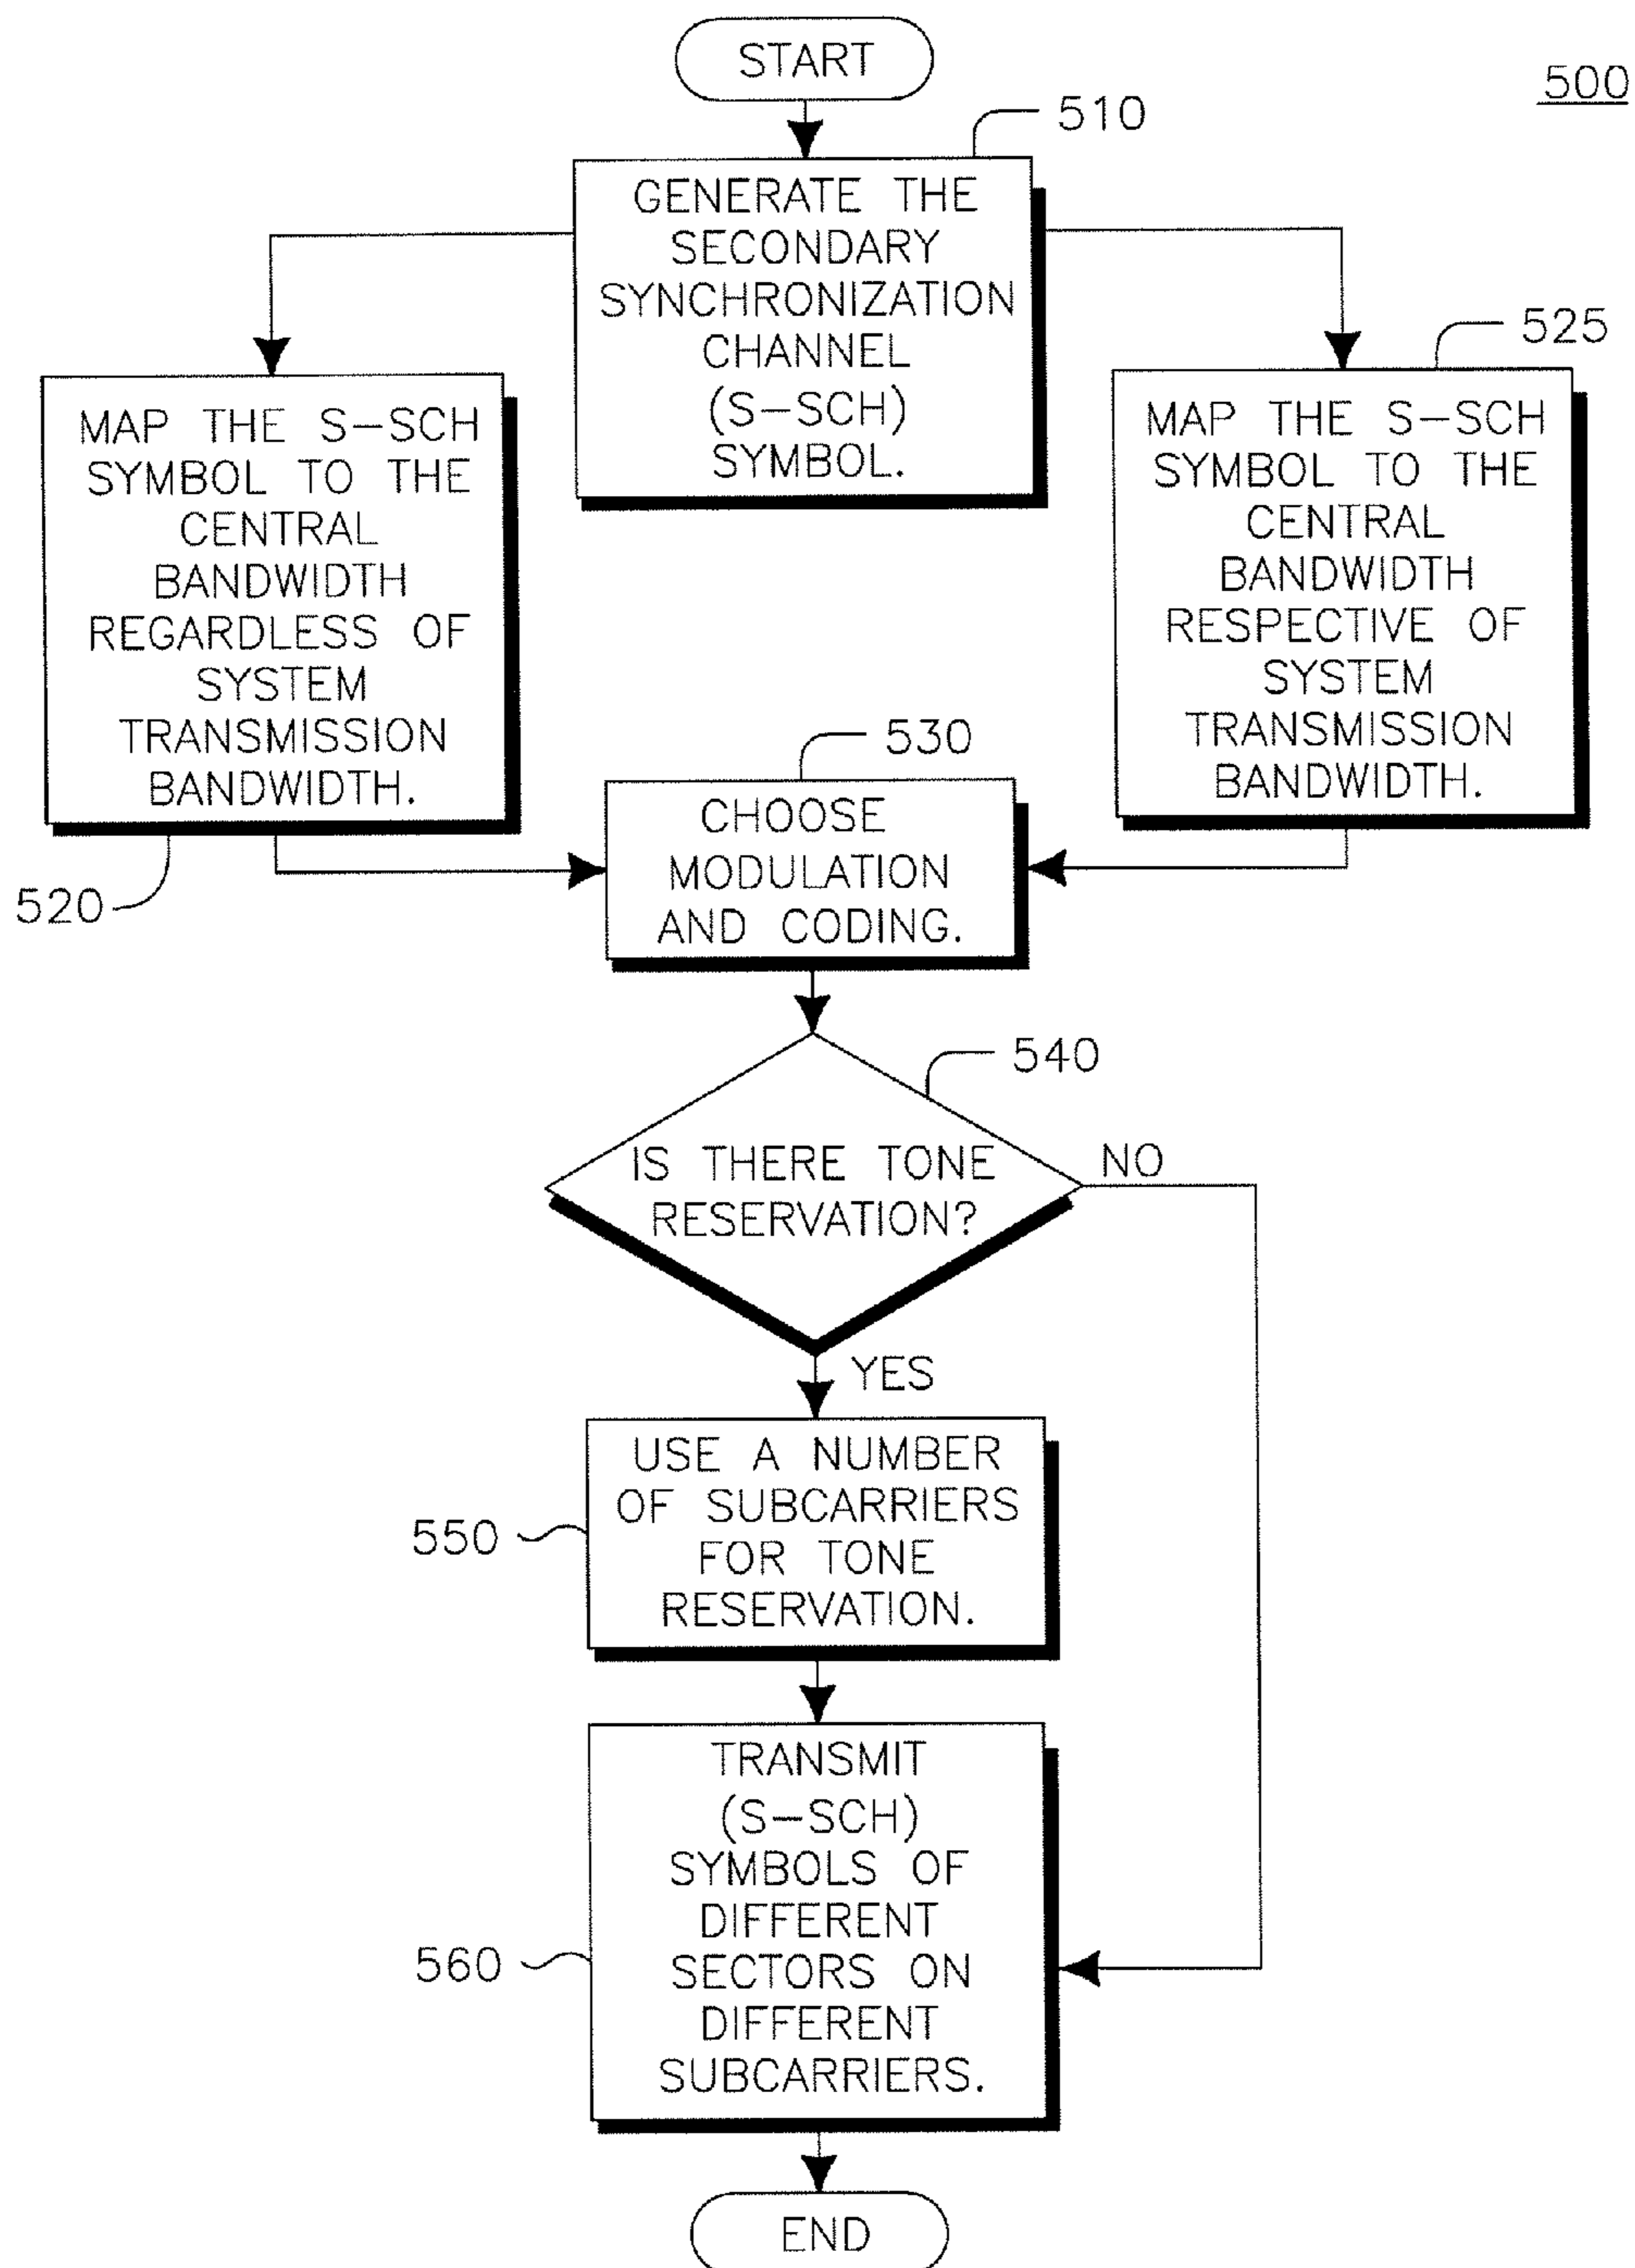 START
500
510
GENERATE THE
SECONDARY
SYNCHRONIZATION
CHANNEL
(S-SCH)
SYMBOL.
525
MAP THE S-SCH
SYMBOL TO THE
CENTRAL
BANDWIDTH
REGARDLESS OF
SYSTEM
TRANSMISSION
BANDWIDTH.
520
MAP THE S-SCH
SYMBOL TO THE
CENTRAL
BANDWIDTH
RESPECTIVE OF
SYSTEM
TRANSMISSION
BANDWIDTH.
530
CHOOSE
MODULATION
AND CODING.
540
IS THERE TONE
RESERVATION?
NO
YES
550
USE A NUMBER
OF SUBCARRIERS
FOR TONE
RESERVATION.
560
TRANSMIT
(S-SCH)
SYMBOLS OF
DIFFERENT
SECTORS ON
DIFFERENT
SUBCARRIERS.
END